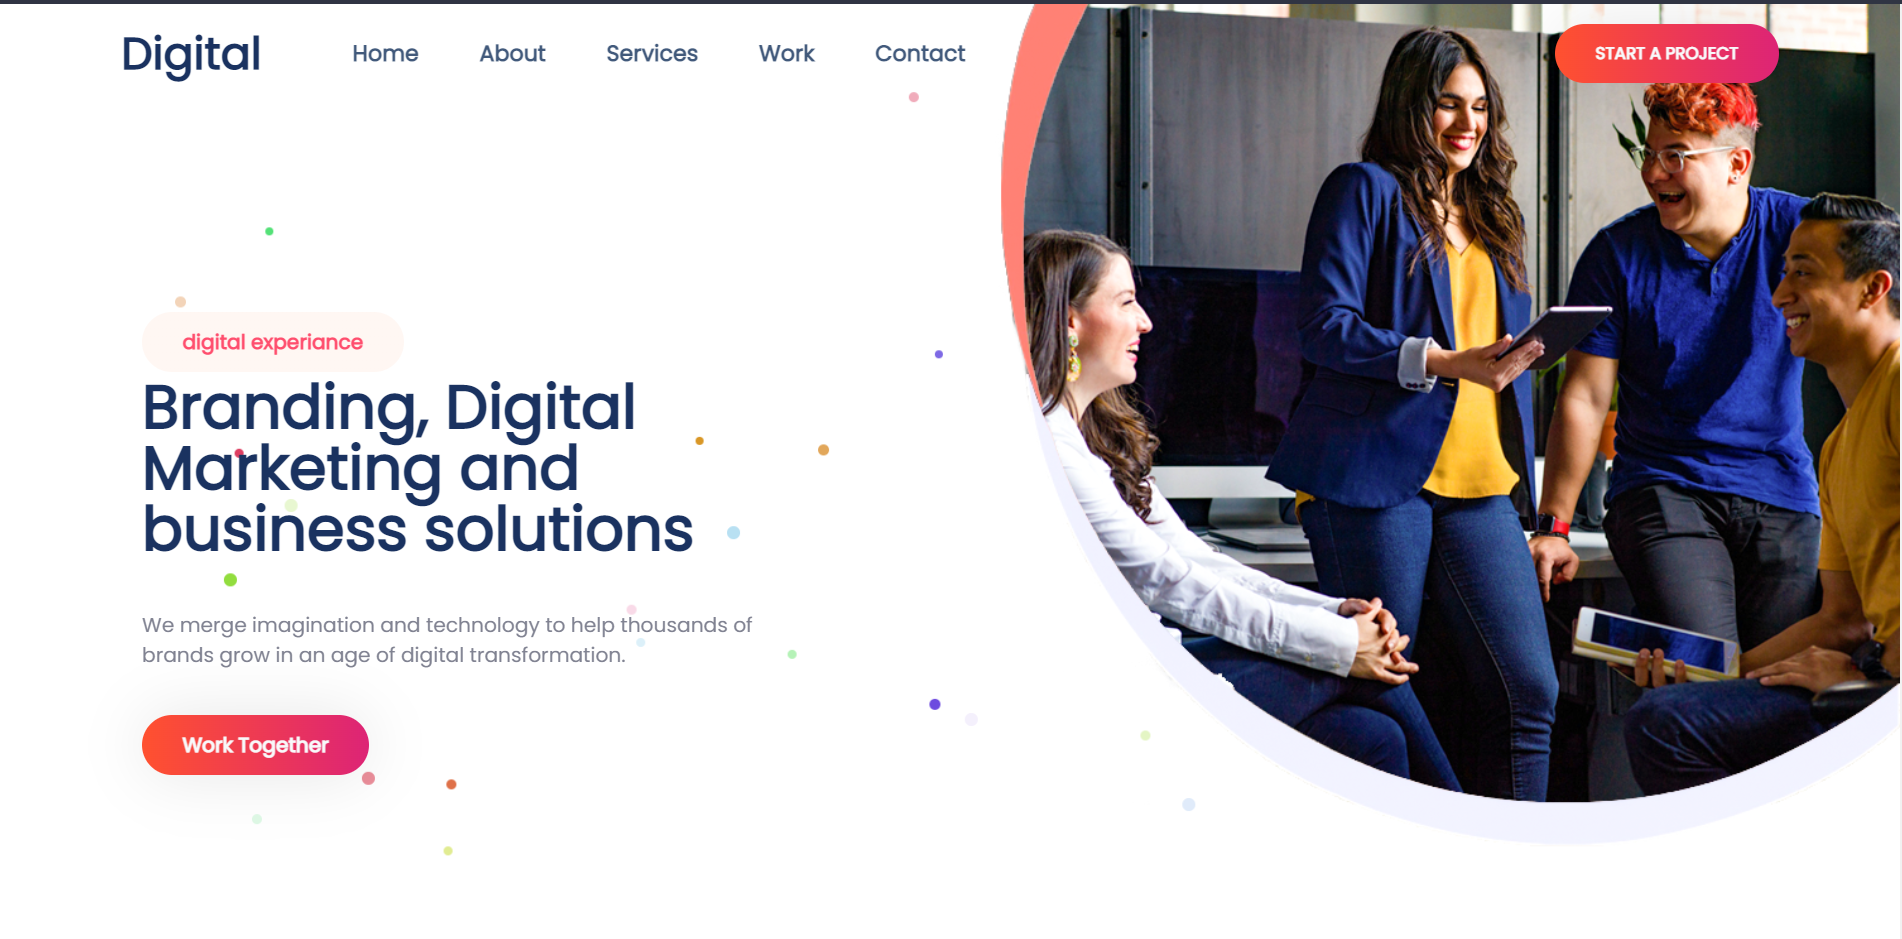 Digital
Home
About
Services
Work
Contact
START A PROJECT
digital experiance
Branding, Digital
Marketing and
business solutions
We merge imagination and technology to help thousands of
brands grow in an age of digital transformation.
Work Together